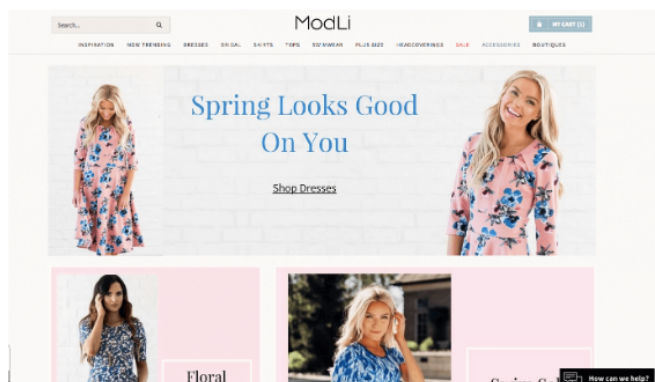 Search...
ModLi
MY CART (1)
INSPIRATION NOW TRENDING DRESSES BRIDAL SKIRTS TOPS SWIMWEAR PLUS SIZE HEADCOVERINGS SALE ACCESSORIES BOUTIQUES
Spring Looks Good
On You
Shop Dresses
Floral
Spring
How can we help?